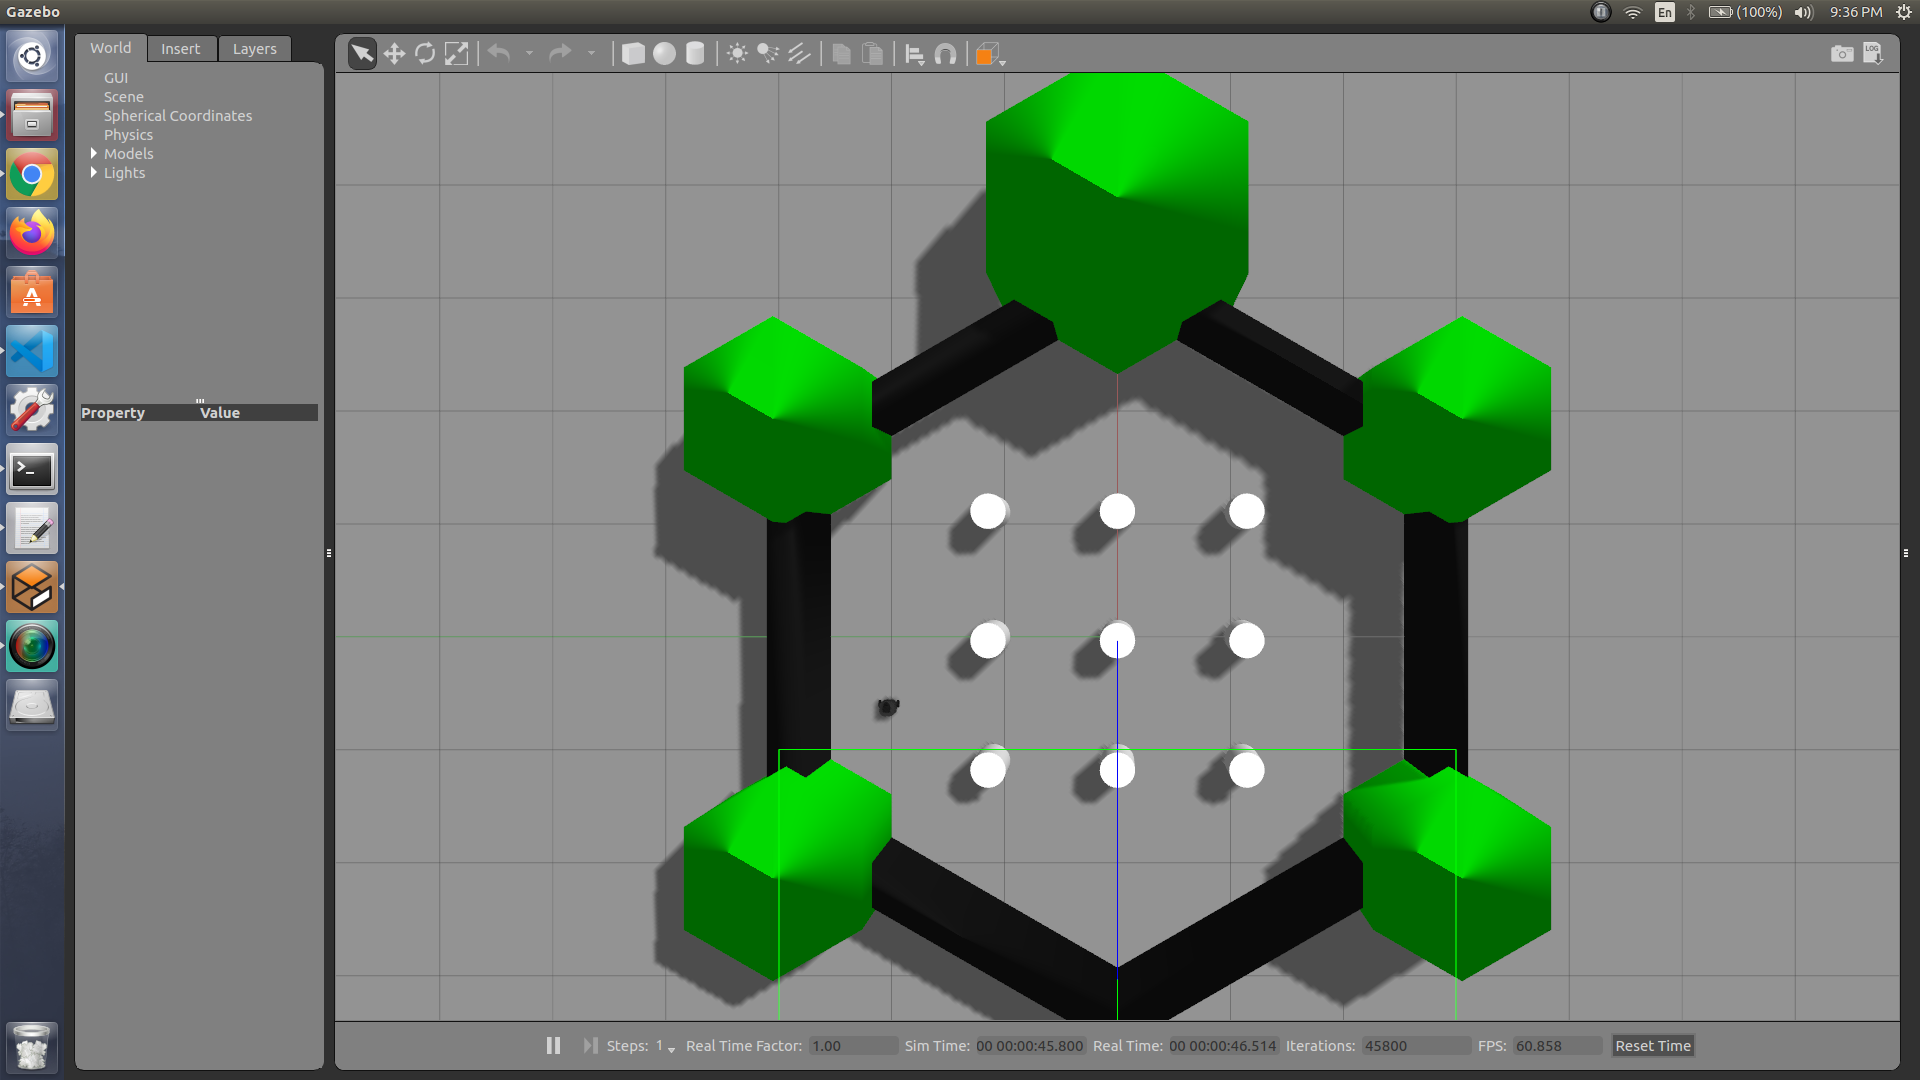 Gazebo
En (100%) 9:36 PM
World Insert Layers
LOG
GUI
Scene
Spherical Coordinates
Physics
Models
Lights
Property Value
Steps: 1 Real Time Factor: 1.00 Sim Time: 00 00:00:45.800 Real Time: 00 00:00:46.514 Iterations: 45800 FPS: 60.858 Reset Time